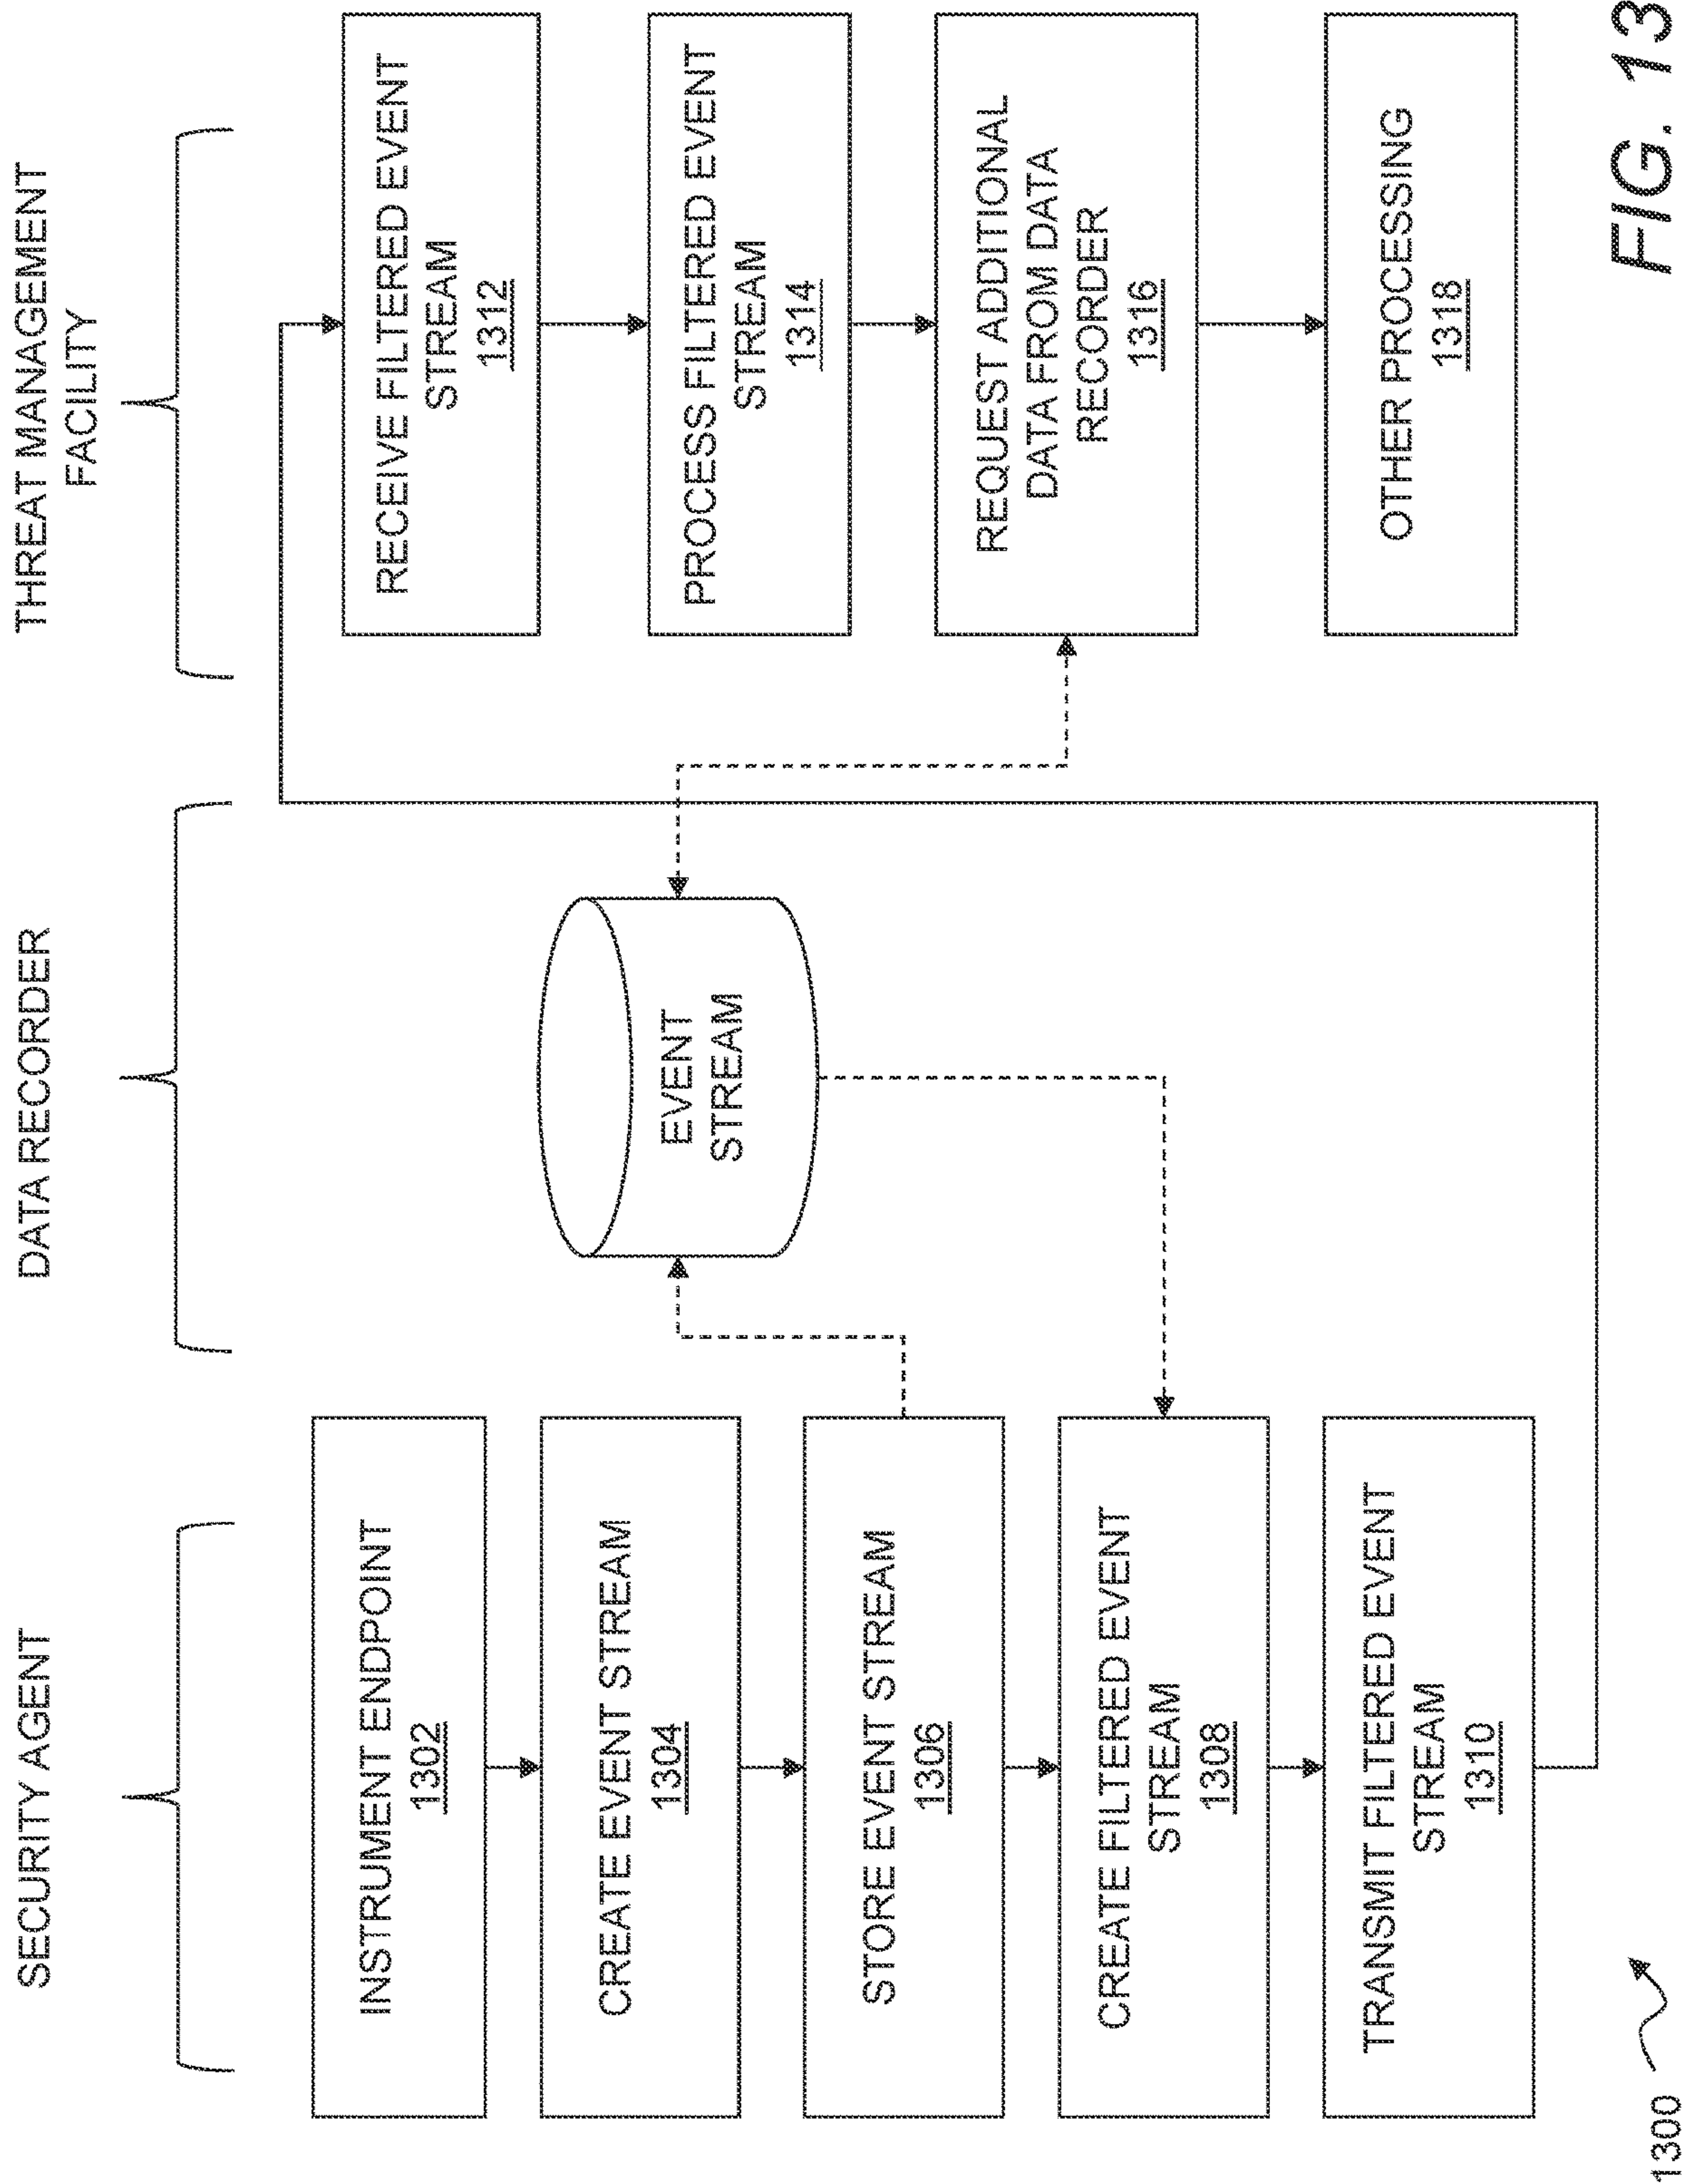 SECURITY AGENT
DATA RECORDER
THREAT MANAGEMENT
FACILITY
INSTRUMENT ENDPOINT
1302
CREATE EVENT STREAM
1304
STORE EVENT STREAM
1306
CREATE FILTERED EVENT
STREAM
1308
TRANSMIT FILTERED EVENT
STREAM
1310
EVENT
STREAM
RECEIVE FILTERED EVENT
STREAM
1312
PROCESS FILTERED EVENT
STREAM
1314
REQUEST ADDITIONAL
DATA FROM DATA
RECORDER
1316
OTHER PROCESSING
1318
1300
FIG. 13